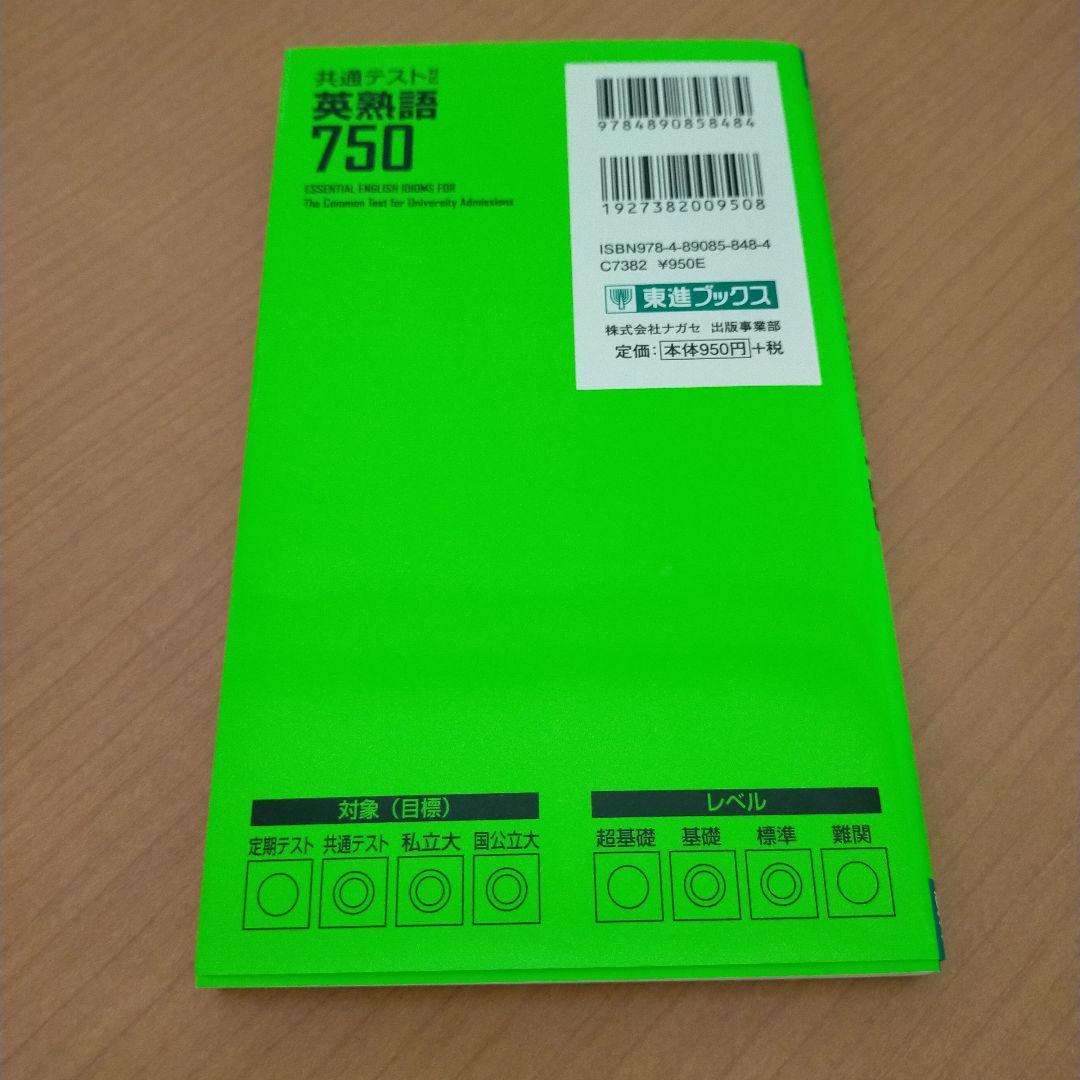 共通テスト対応
英熟語
750
ESSENTIAL ENGLISH IDIOMS FOR
The Common Test for University Admissions
9784890858484
1927382009508
ISBN978-4-89085-848-4
C7382 ¥950E
東進ブックス
株式会社ナガセ 出版事業部
定価: 本体950円+税
対象(目標)
定期テスト 共通テスト 私立大 国公立大
レベル
超基礎 基礎 標準 難関